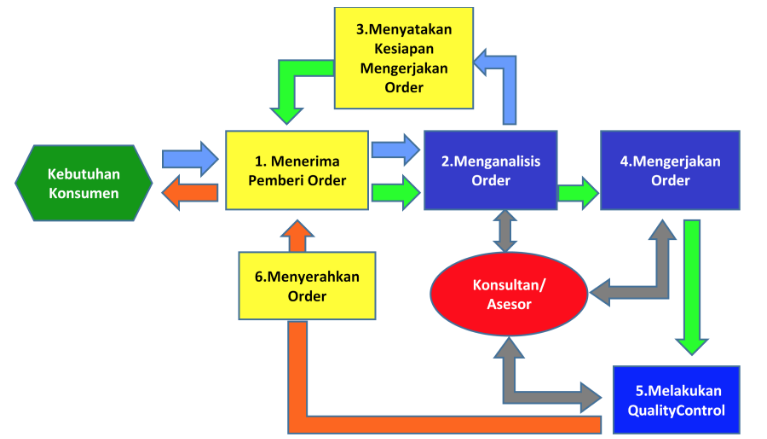 3.Menyatakan
Kesiapan
Mengerjakan
Order
Kebutuhan
Konsumen
1. Menerima
Pemberi Order
2.Menganalisis
Order
4.Mengerjakan
Order
6.Menyerahkan
Order
Konsultan/
Asesor
5.Melakukan
QualityControl